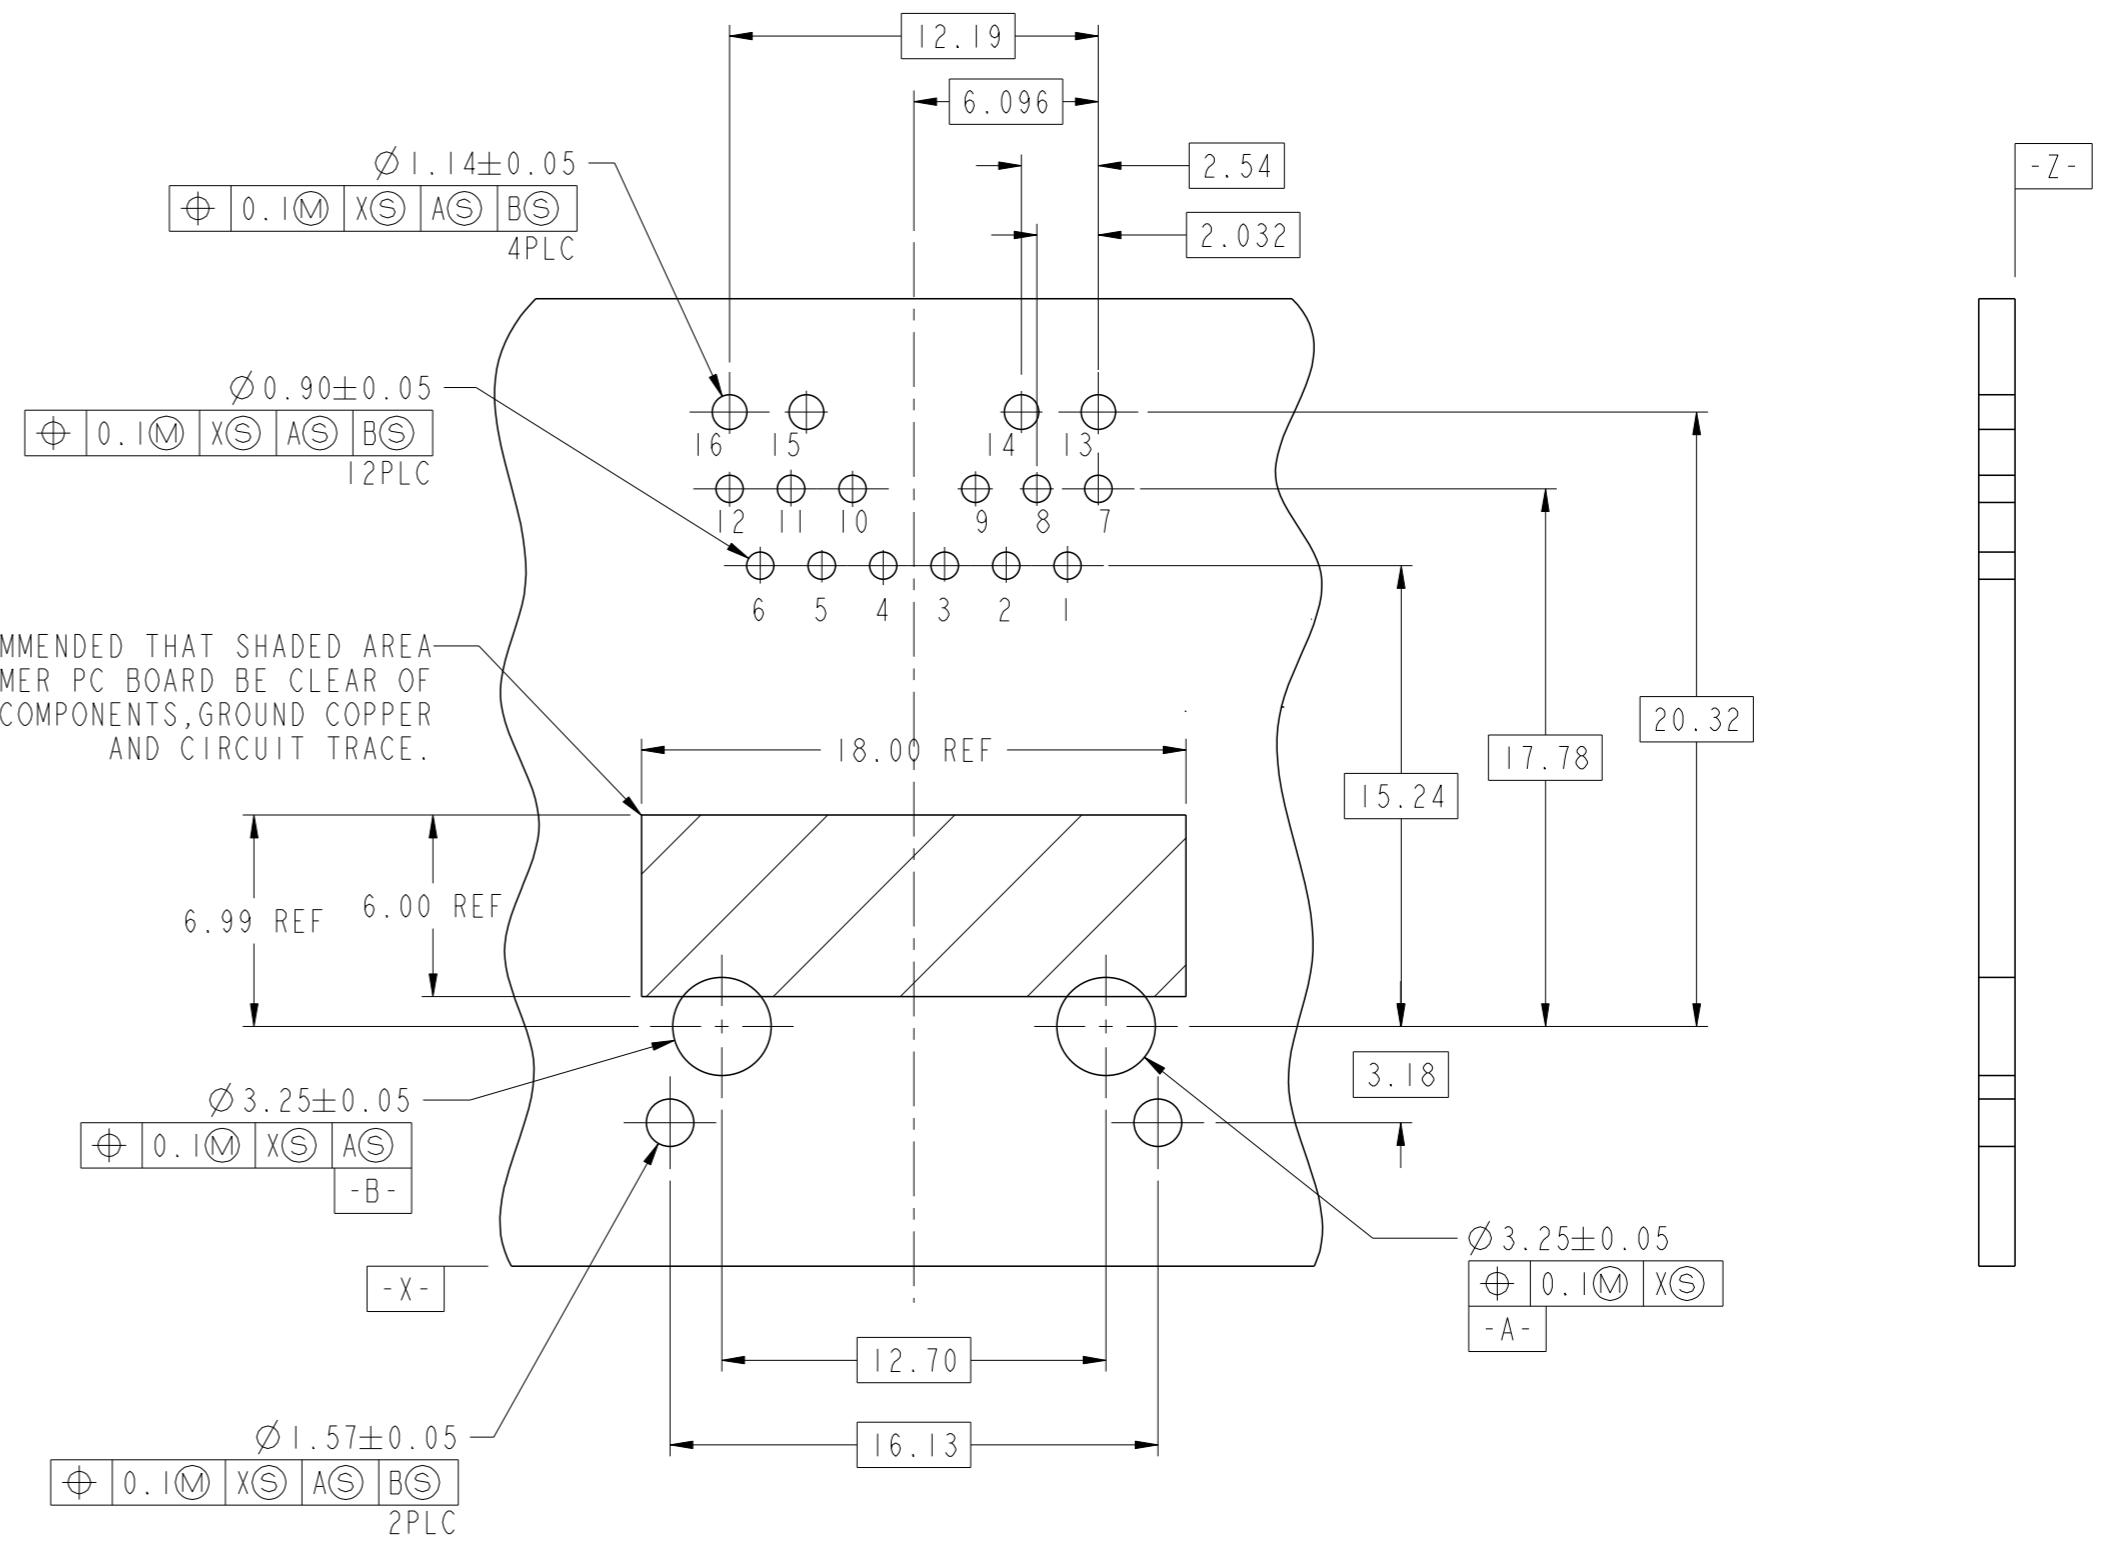 12.19
6.096
Ø1.14±0.05
2.54
-Z-
⌖ 0.1Ⓜ XⓈ AⓈ BⓈ
4PLC
2.032
Ø0.90±0.05
⌖ 0.1Ⓜ XⓈ AⓈ BⓈ
12PLC
16 15 14 13
12 11 10 9 8 7
6 5 4 3 2 1
MMENDED THAT SHADED AREA
MER PC BOARD BE CLEAR OF
COMPONENTS,GROUND COPPER
AND CIRCUIT TRACE.
18.00 REF
20.32
17.78
15.24
6.99 REF
6.00 REF
3.18
Ø3.25±0.05
⌖ 0.1Ⓜ XⓈ AⓈ
-B-
-X-
Ø3.25±0.05
⌖ 0.1Ⓜ XⓈ
-A-
12.70
Ø1.57±0.05
⌖ 0.1Ⓜ XⓈ AⓈ BⓈ
2PLC
16.13